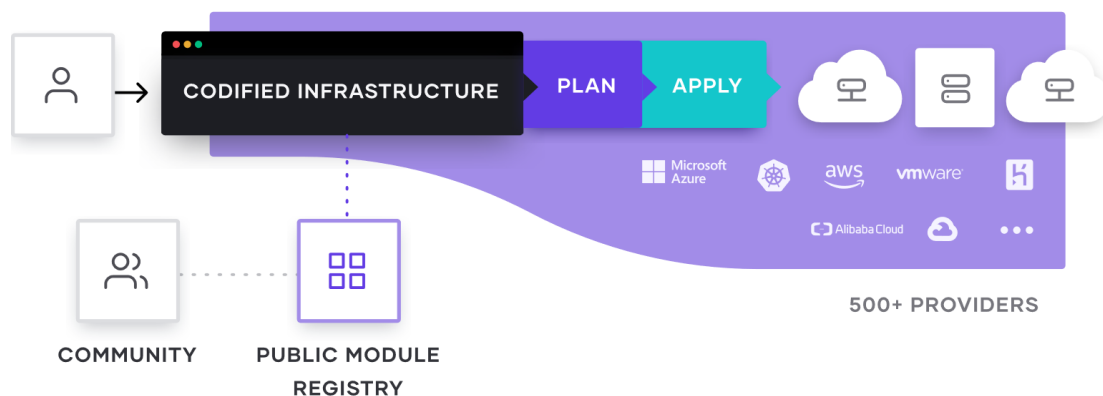 CODIFIED INFRASTRUCTURE
PLAN
APPLY
Microsoft
Azure
aws
vmware
Alibaba Cloud
500+ PROVIDERS
COMMUNITY
PUBLIC MODULE
REGISTRY